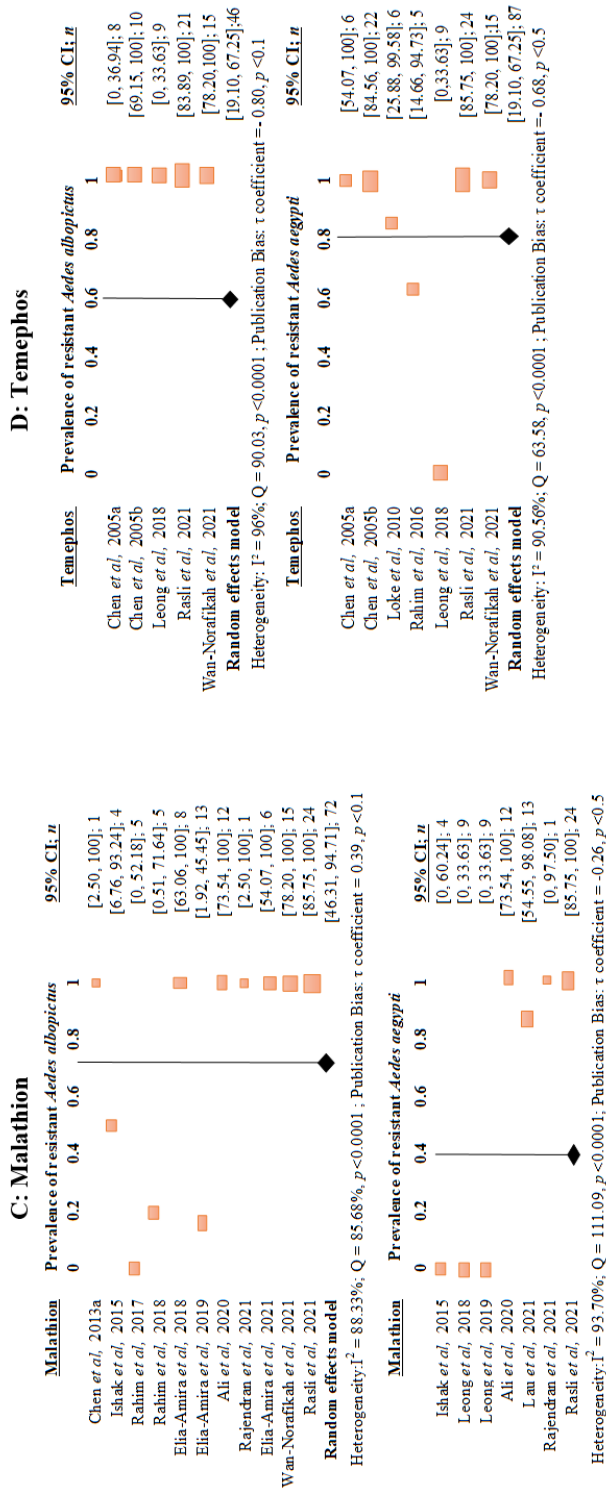 C: Malathion
Malathion Prevalence of resistant Aedes albopictus 95% CI; n
0 0.2 0.4 0.6 0.8 1
Chen et al, 2013a [2.50, 100]; 1
Ishak et al, 2015 [6.76, 93.24]; 4
Rahim et al, 2017 [0, 52.18]; 5
Rahim et al, 2018 [0.51, 71.64]; 5
Elia-Amira et al, 2018 [63.06, 100]; 8
Elia-Amira et al, 2019 [1.92, 45.45]; 13
Ali et al, 2020 [73.54, 100]; 12
Rajendran et al, 2021 [2.50, 100]; 1
Elia-Amira et al, 2021 [54.07, 100]; 6
Wan-Norafikah et al, 2021 [78.20, 100]; 15
Rasli et al, 2021 [85.75, 100]; 24
Random effects model [46.31, 94.71]; 72
Heterogeneity:I² = 88.33%; Q = 85.68%, p<0.0001 ; Publication Bias: τ coefficient = 0.39, p <0.1
Malathion Prevalence of resistant Aedes aegypti 95% CI; n
0 0.2 0.4 0.6 0.8 1
Ishak et al, 2015 [0, 60.24]; 4
Leong et al, 2018 [0, 33.63]; 9
Leong et al, 2019 [0, 33.63]; 9
Ali et al, 2020 [73.54, 100]; 12
Lau et al, 2021 [54.55, 98.08]; 13
Rajendran et al, 2021 [0, 97.50]; 1
Rasli et al, 2021 [85.75, 100]; 24
Heterogeneity: I² = 93.70%; Q = 111.09, p <0.0001; Publication Bias: τ coefficient = -0.26, p <0.5
D: Temephos
Temephos Prevalence of resistant Aedes albopictus 95% CI; n
0 0.2 0.4 0.6 0.8 1
Chen et al, 2005a [0, 36.94]; 8
Chen et al, 2005b [69.15, 100]; 10
Leong et al, 2018 [0, 33.63]; 9
Rasli et al, 2021 [83.89, 100]; 21
Wan-Norafikah et al, 2021 [78.20, 100]; 15
Random effects model [19.10, 67.25];46
Heterogeneity: I² = 96%; Q = 90.03, p <0.0001 ; Publication Bias: τ coefficient =- 0.80, p <0.1
Temephos Prevalence of resistant Aedes aegypti 95% CI; n
0 0.2 0.4 0.6 0.8 1
Chen et al, 2005a [54.07, 100]; 6
Chen et al, 2005b [84.56, 100]; 22
Loke et al, 2010 [25.88, 99.58]; 6
Rahim et al, 2016 [14.66, 94.73]; 5
Leong et al, 2018 [0.33.63]; 9
Rasli et al, 2021 [85.75, 100]; 24
Wan-Norafikah et al, 2021 [78.20, 100];15
Random effects model [19.10, 67.25]; 87
Heterogeneity: I² = 90.56%; Q = 63.58, p <0.0001 ; Publication Bias: τ coefficient =- 0.68, p <0.5